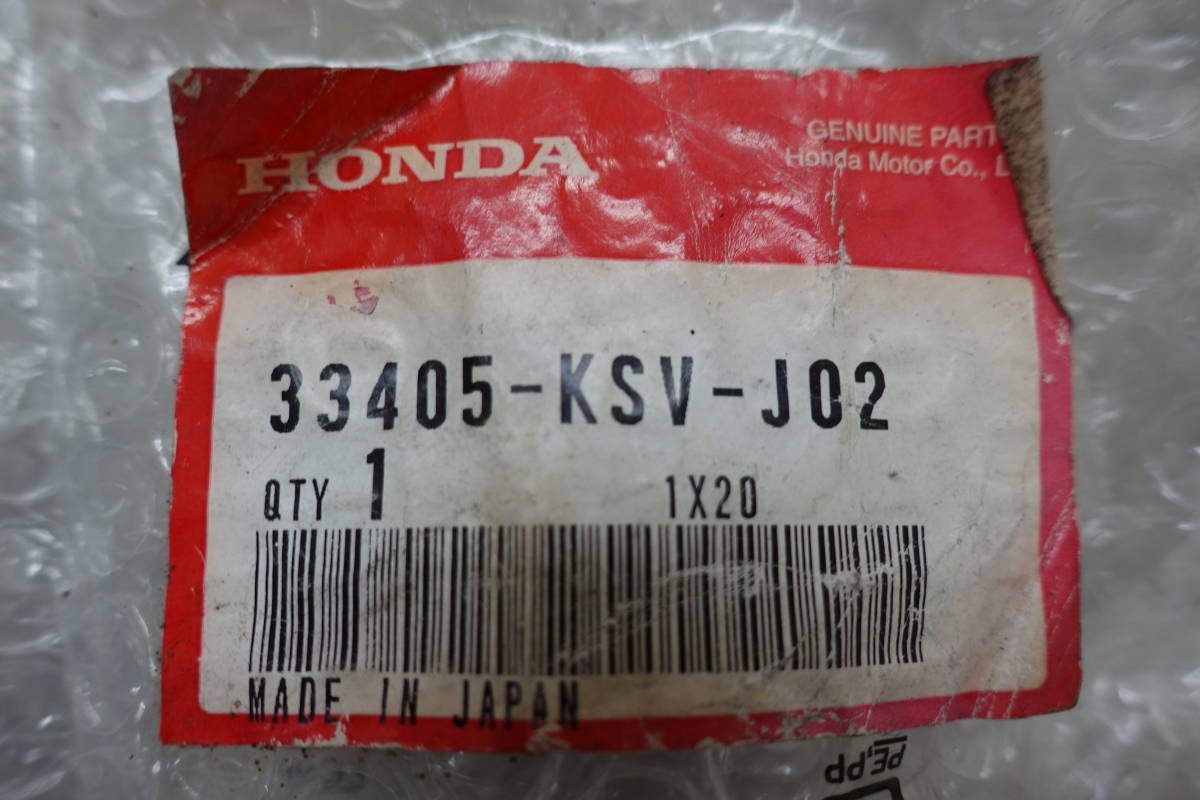 HONDA
GENUINE PART
Honda Motor Co., L
33405-KSV-J02
QTY 1 1X20
MADE IN JAPAN
PE,PP